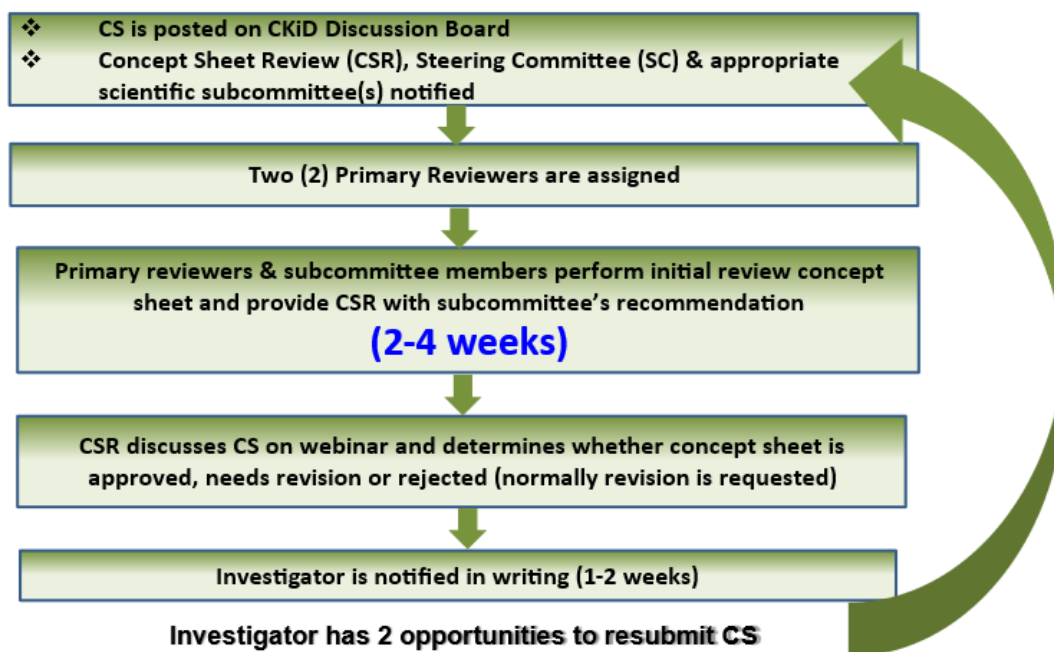 ❖ CS is posted on CKiD Discussion Board
❖ Concept Sheet Review (CSR), Steering Committee (SC) & appropriate
scientific subcommittee(s) notified
Two (2) Primary Reviewers are assigned
Primary reviewers & subcommittee members perform initial review concept
sheet and provide CSR with subcommittee's recommendation
(2-4 weeks)
CSR discusses CS on webinar and determines whether concept sheet is
approved, needs revision or rejected (normally revision is requested)
Investigator is notified in writing (1-2 weeks)
Investigator has 2 opportunities to resubmit CS